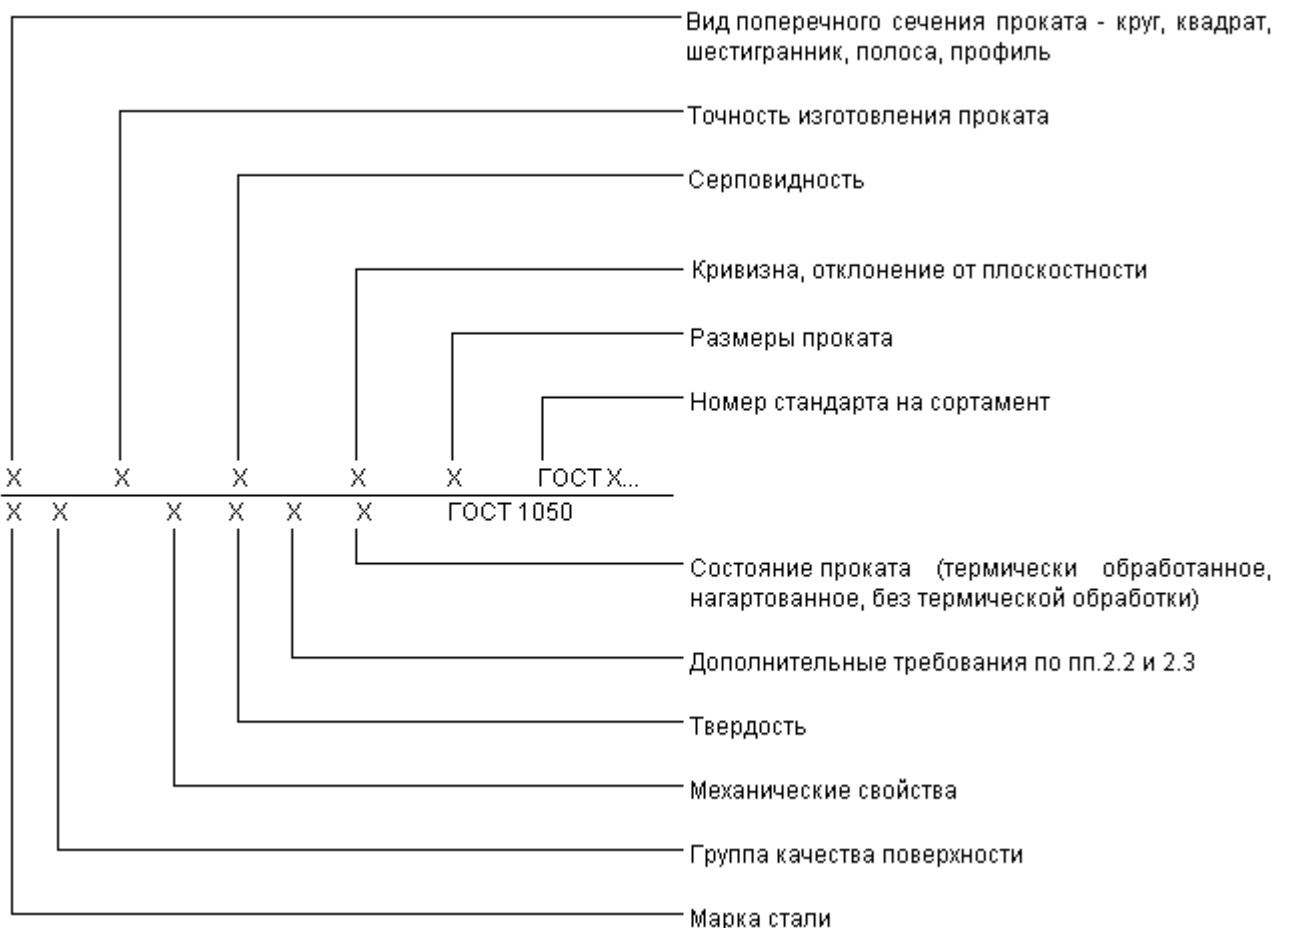 Вид поперечного сечения проката - круг, квадрат,
шестигранник, полоса, профиль
Точность изготовления проката
Серповидность
Кривизна, отклонение от плоскостности
Размеры проката
Номер стандарта на сортамент
X X X X X ГОСТ X...
X X X X X X ГОСТ 1050
Состояние проката (термически обработанное,
нагартованное, без термической обработки)
Дополнительные требования по пп.2.2 и 2.3
Твердость
Механические свойства
Группа качества поверхности
Марка стали